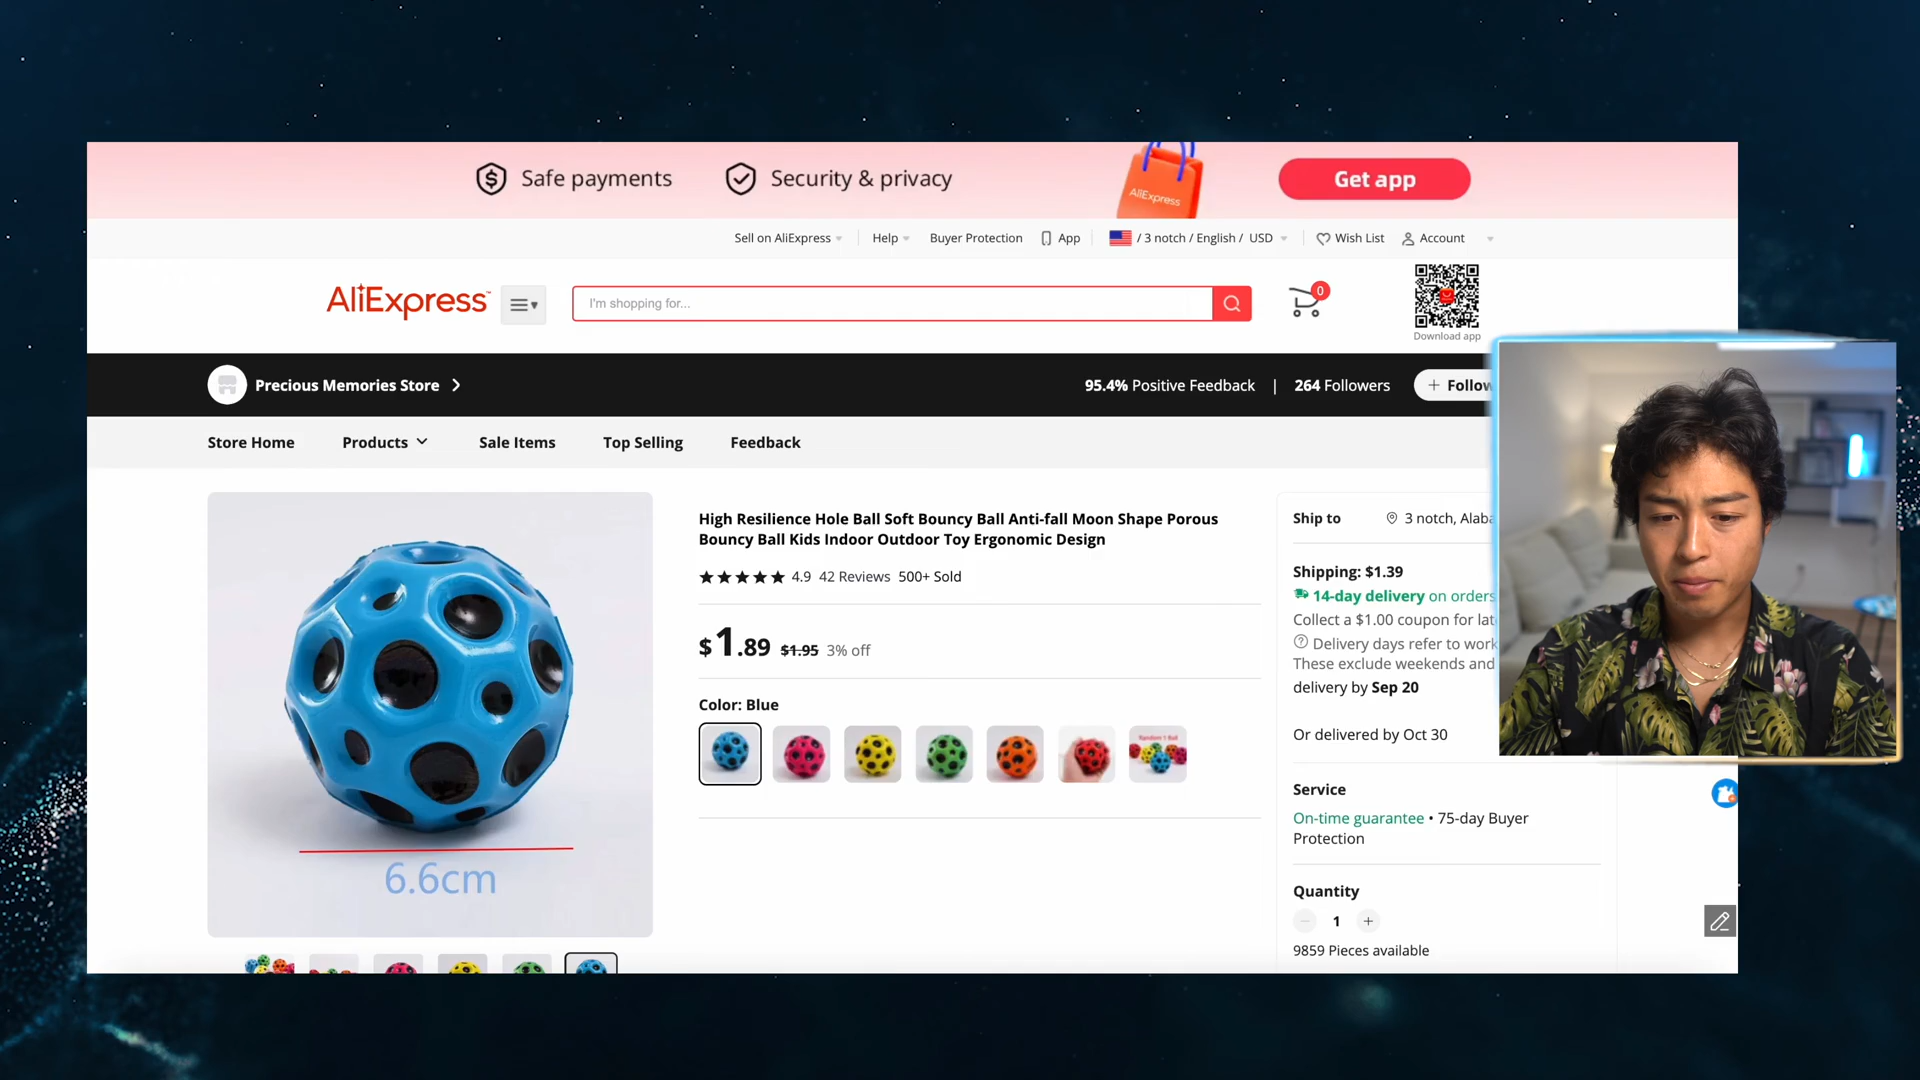 Safe payments Security & privacy AliExpress Get app
Sell on AliExpress Help Buyer Protection App / 3 notch / English / USD Wish List Account
AliExpress I'm shopping for... 0
Download app
Precious Memories Store 95.4% Positive Feedback | 264 Followers + Follow
Store Home Products Sale Items Top Selling Feedback
High Resilience Hole Ball Soft Bouncy Ball Anti-fall Moon Shape Porous
Bouncy Ball Kids Indoor Outdoor Toy Ergonomic Design
4.9 42 Reviews 500+ Sold
$1.89 $1.95 3% off
Color: Blue
Random 1 Ball
6.6cm
Ship to 3 notch, Alaba
Shipping: $1.39
14-day delivery on orders
Collect a $1.00 coupon for lat
Delivery days refer to work
These exclude weekends and
delivery by Sep 20
Or delivered by Oct 30
Service
On-time guarantee • 75-day Buyer
Protection
Quantity
- 1 +
9859 Pieces available